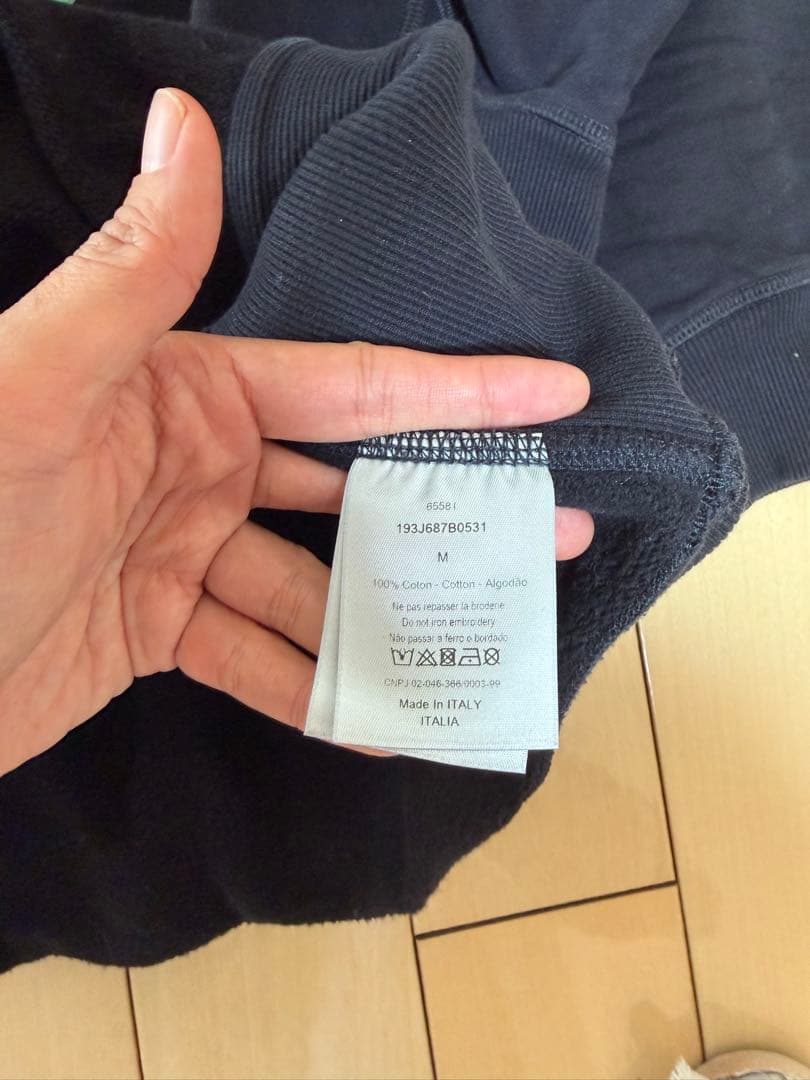 65581
193J687B0531
M
100% Coton - Cotton - Algodão
Ne pas repasser la broderie
Do not iron embroidery
Não passar a ferro o bordado
CNPJ 02-046-366/0003-99
Made In ITALY
ITALIA